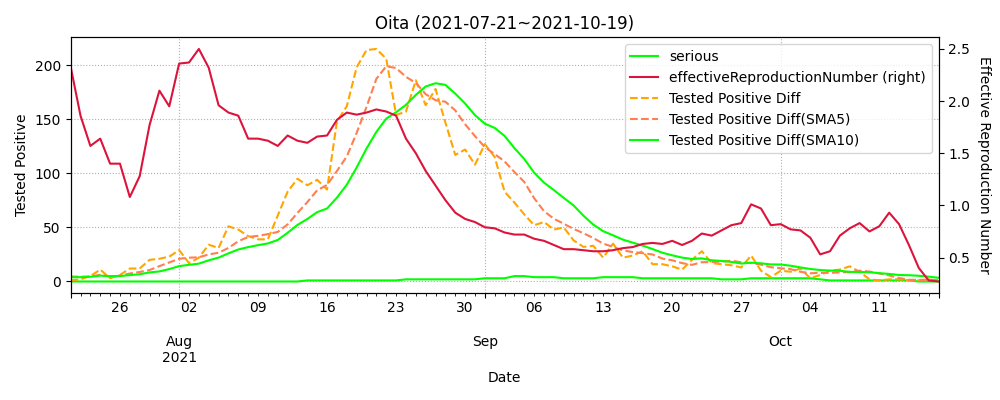 Oita (2021-07-21~2021-10-19)
serious
effectiveReproductionNumber (right)
Tested Positive Diff
Tested Positive Diff(SMA5)
Tested Positive Diff(SMA10)
Tested Positive
200
150
100
50
0
2.5
2.0
1.5
1.0
0.5
Effective Reproduction Number
26 02 09 16 23 30 06 13 20 27 04 11
Aug Sep Oct
2021
Date